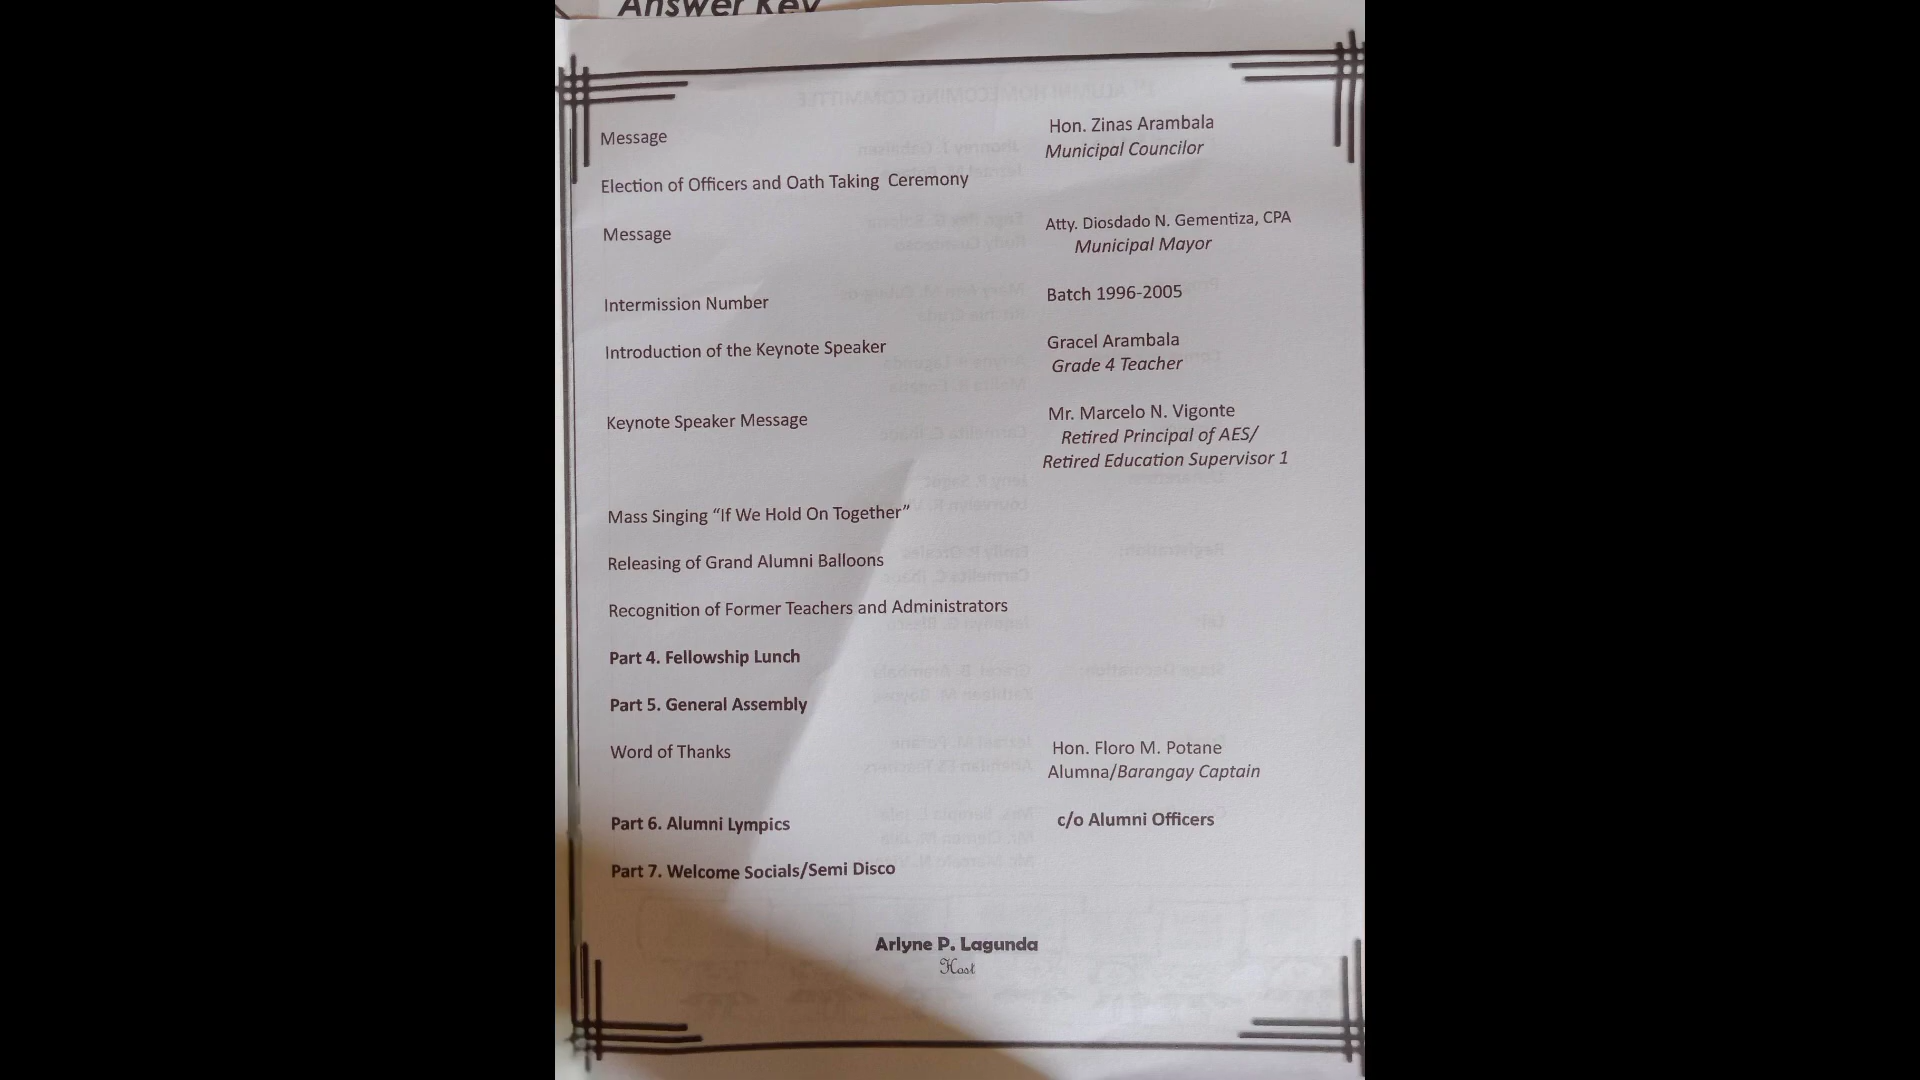 Answer Key
Message Hon. Zinas Arambala
Municipal Councilor
Election of Officers and Oath Taking Ceremony
Message Atty. Diosdado N. Gementiza, CPA
Municipal Mayor
Intermission Number Batch 1996-2005
Introduction of the Keynote Speaker Gracel Arambala
Grade 4 Teacher
Keynote Speaker Message Mr. Marcelo N. Vigonte
Retired Principal of AES/
Retired Education Supervisor 1
Mass Singing “If We Hold On Together”
Releasing of Grand Alumni Balloons
Recognition of Former Teachers and Administrators
Part 4. Fellowship Lunch
Part 5. General Assembly
Word of Thanks Hon. Floro M. Potane
Alumna/Barangay Captain
Part 6. Alumni Lympics c/o Alumni Officers
Part 7. Welcome Socials/Semi Disco
Arlyne P. Lagunda
Host